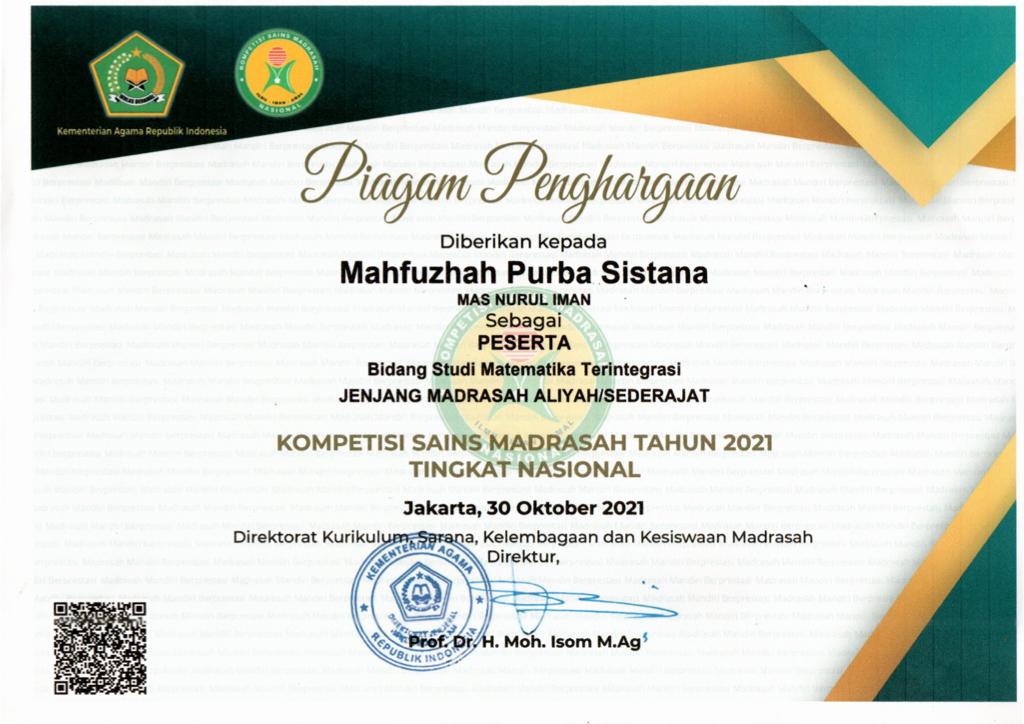 KOMPETISI SAINS MADRASAH
NASIONAL
Kementerian Agama Republik Indonesia
Piagam Penghargaan
Diberikan kepada
Mahfuzhah Purba Sistana
MAS NURUL IMAN
Sebagai
PESERTA
Bidang Studi Matematika Terintegrasi
JENJANG MADRASAH ALIYAH/SEDERAJAT
KOMPETISI SAINS MADRASAH TAHUN 2021
TINGKAT NASIONAL
Jakarta, 30 Oktober 2021
Direktorat Kurikulum, Sarana, Kelembagaan dan Kesiswaan Madrasah
Direktur,
KEMENTERIAN AGAMA
REPUBLIK INDONESIA
Prof. Dr. H. Moh. Isom M.Ag